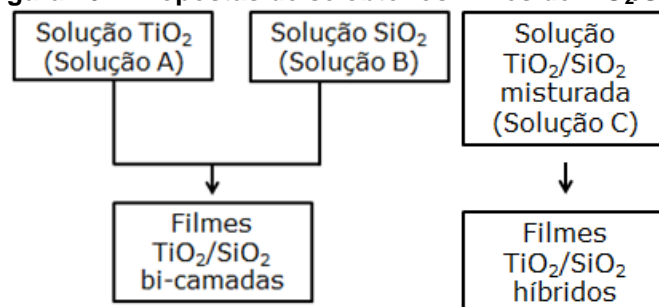 Solução TiO₂
(Solução A)
Solução SiO₂
(Solução B)
Solução
TiO₂/SiO₂
misturada
(Solução C)
Filmes
TiO₂/SiO₂
bi-camadas
Filmes
TiO₂/SiO₂
híbridos